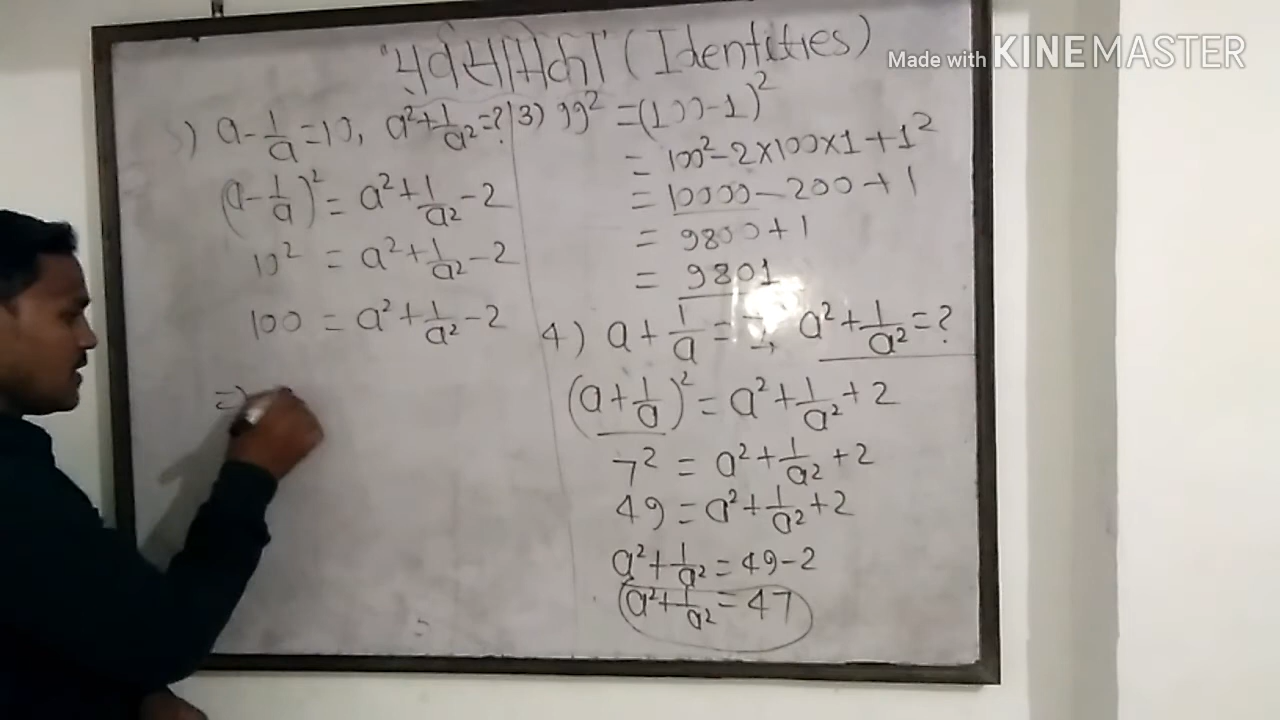 "सर्वसमिका" (Identities)
Made with KINEMASTER
) a - 1/a = 10, a² + 1/a² = ?
(a - 1/a)² = a² + 1/a² - 2
10² = a² + 1/a² - 2
100 = a² + 1/a² - 2
=)
3) 99² = (100-1)²
= 100² - 2×100×1 + 1²
= 10000 - 200 + 1
= 9800 + 1
= 9801
4) a + 1/a = 7, a² + 1/a² = ?
(a + 1/a)² = a² + 1/a² + 2
7² = a² + 1/a² + 2
49 = a² + 1/a² + 2
a² + 1/a² = 49 - 2
a² + 1/a² = 47